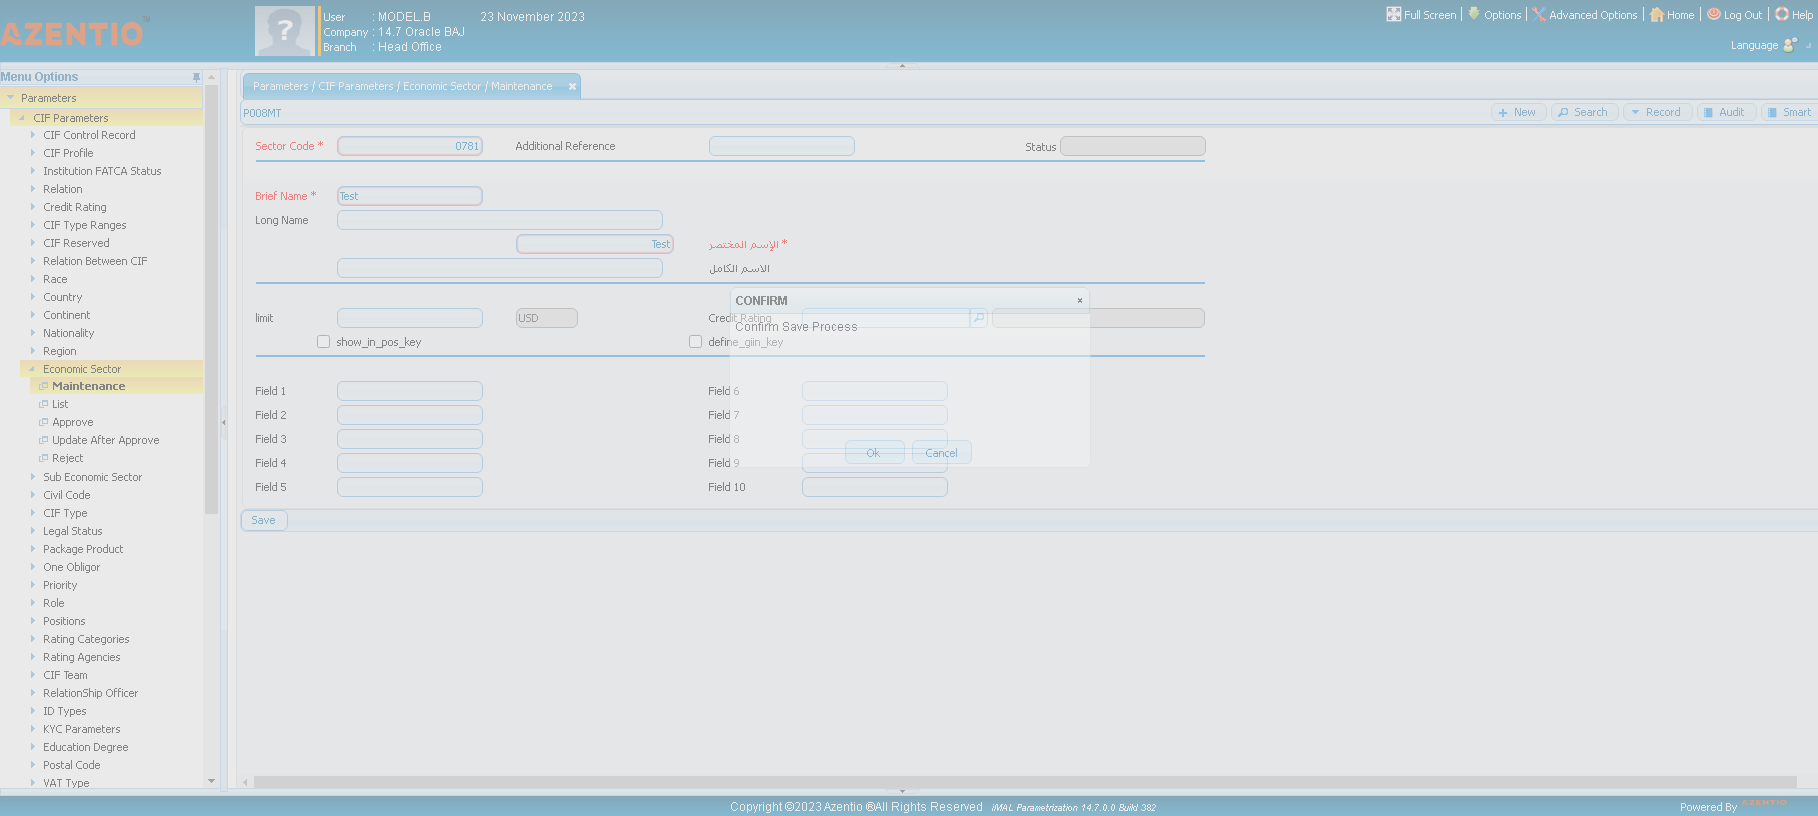 AZENTIO™
User : MODEL.B 23 November 2023
Company : 14.7 Oracle BAJ
Branch : Head Office
Full Screen Options Advanced Options Home Log Out Help
Language
Menu Options
Parameters
CIF Parameters
CIF Control Record
CIF Profile
Institution FATCA Status
Relation
Credit Rating
CIF Type Ranges
CIF Reserved
Relation Between CIF
Race
Country
Continent
Nationality
Region
Economic Sector
Maintenance
List
Approve
Update After Approve
Reject
Sub Economic Sector
Civil Code
CIF Type
Legal Status
Package Product
One Obligor
Priority
Role
Positions
Rating Categories
Rating Agencies
CIF Team
RelationShip Officer
ID Types
KYC Parameters
Education Degree
Postal Code
VAT Type
Parameters / CIF Parameters / Economic Sector / Maintenance
P008MT
New Search Record Audit Smart
Sector Code * 0781 Additional Reference Status
Brief Name * Test
Long Name
Test الإسم المختصر *
الاسم الكامل
limit USD Credit Rating
show_in_pos_key define_giin_key
CONFIRM
Confirm Save Process
Ok Cancel
Field 1 Field 6
Field 2 Field 7
Field 3 Field 8
Field 4 Field 9
Field 5 Field 10
Save
Copyright ©2023 Azentio ®All Rights Reserved iMAL Parametrization 14.7.0.0 Build 362
Powered By AZENTIO